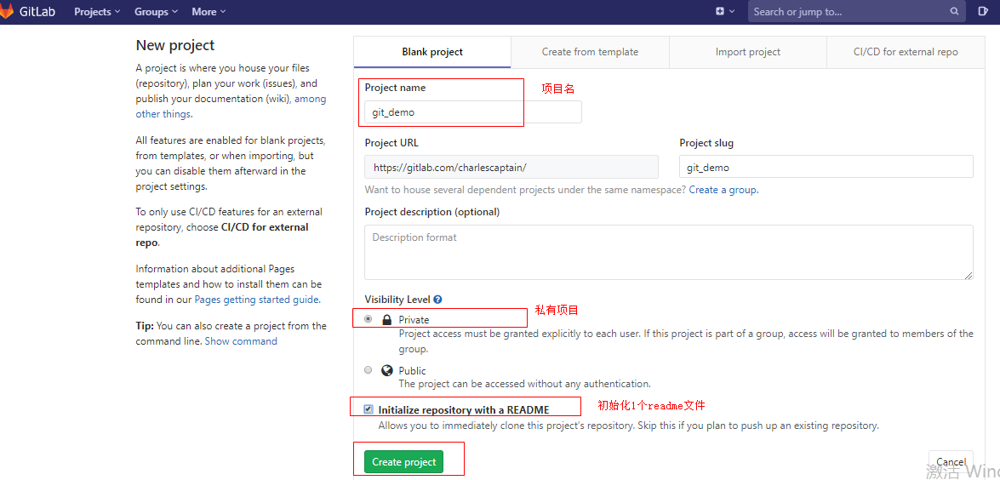 GitLab Projects Groups More Search or jump to...
New project
A project is where you house your files
(repository), plan your work (issues), and
publish your documentation (wiki), among
other things.
All features are enabled for blank projects,
from templates, or when importing, but
you can disable them afterward in the
project settings.
To only use CI/CD features for an external
repository, choose CI/CD for external
repo.
Information about additional Pages
templates and how to install them can be
found in our Pages getting started guide.
Tip: You can also create a project from the
command line. Show command
Blank project Create from template Import project CI/CD for external repo
Project name 项目名
git_demo
Project URL Project slug
https://gitlab.com/charlescaptain/ git_demo
Want to house several dependent projects under the same namespace? Create a group.
Project description (optional)
Description format
Visibility Level
Private 私有项目
Project access must be granted explicitly to each user. If this project is part of a group, access will be granted to members of the
group.
Public
The project can be accessed without any authentication.
Initialize repository with a README 初始化1个readme文件
Allows you to immediately clone this project's repository. Skip this if you plan to push up an existing repository.
Create project Cancel
激活 Wind